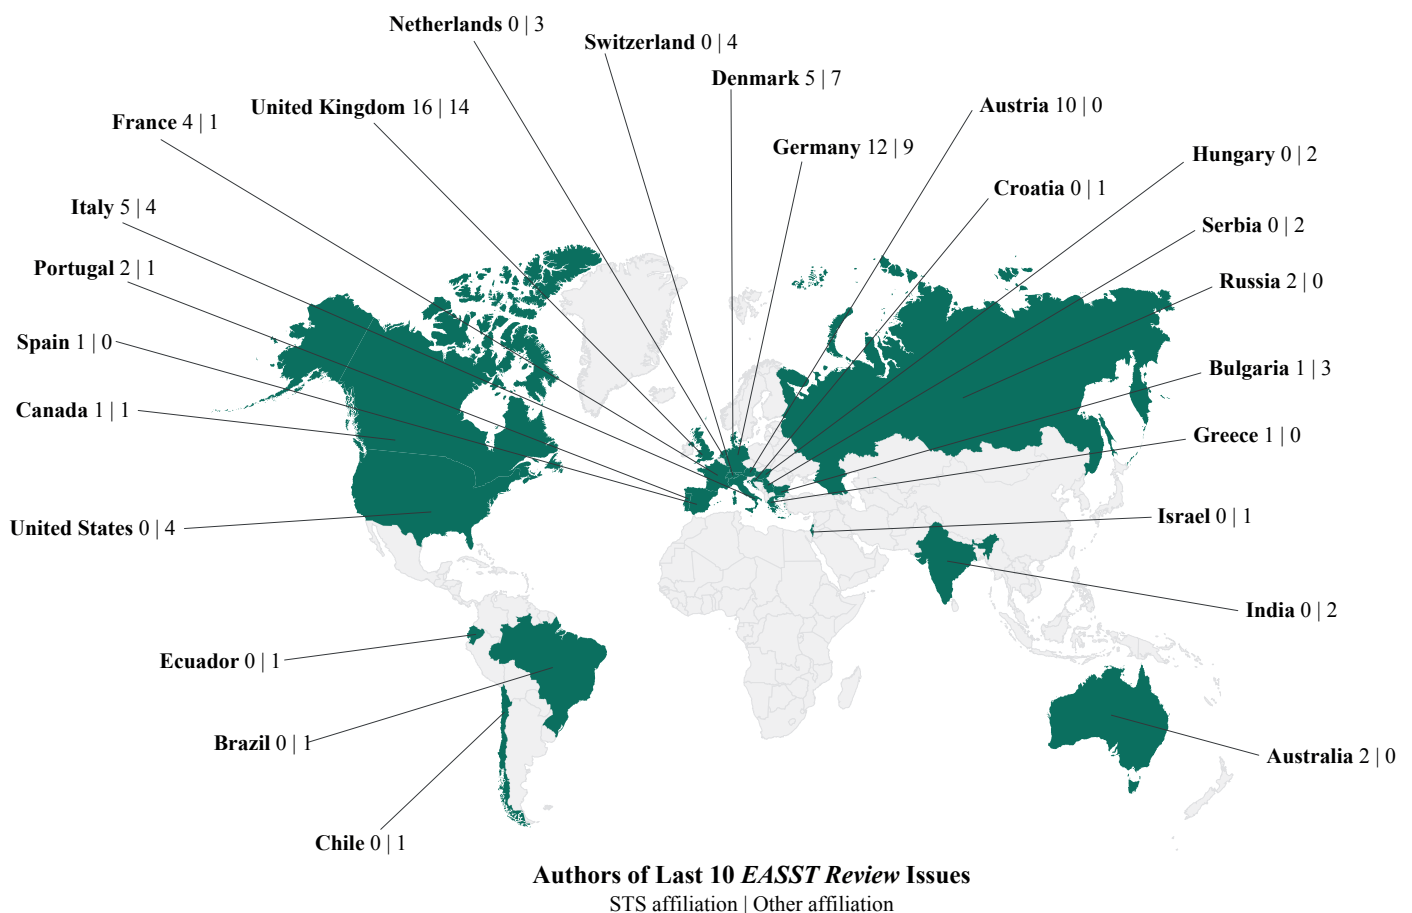 Netherlands 0 | 3
Switzerland 0 | 4
Denmark 5 | 7
United Kingdom 16 | 14
Austria 10 | 0
France 4 | 1
Germany 12 | 9
Hungary 0 | 2
Croatia 0 | 1
Italy 5 | 4
Serbia 0 | 2
Portugal 2 | 1
Russia 2 | 0
Spain 1 | 0
Bulgaria 1 | 3
Canada 1 | 1
Greece 1 | 0
Israel 0 | 1
United States 0 | 4
India 0 | 2
Ecuador 0 | 1
Brazil 0 | 1
Australia 2 | 0
Chile 0 | 1
Authors of Last 10 EASST Review Issues
STS affiliation | Other affiliation